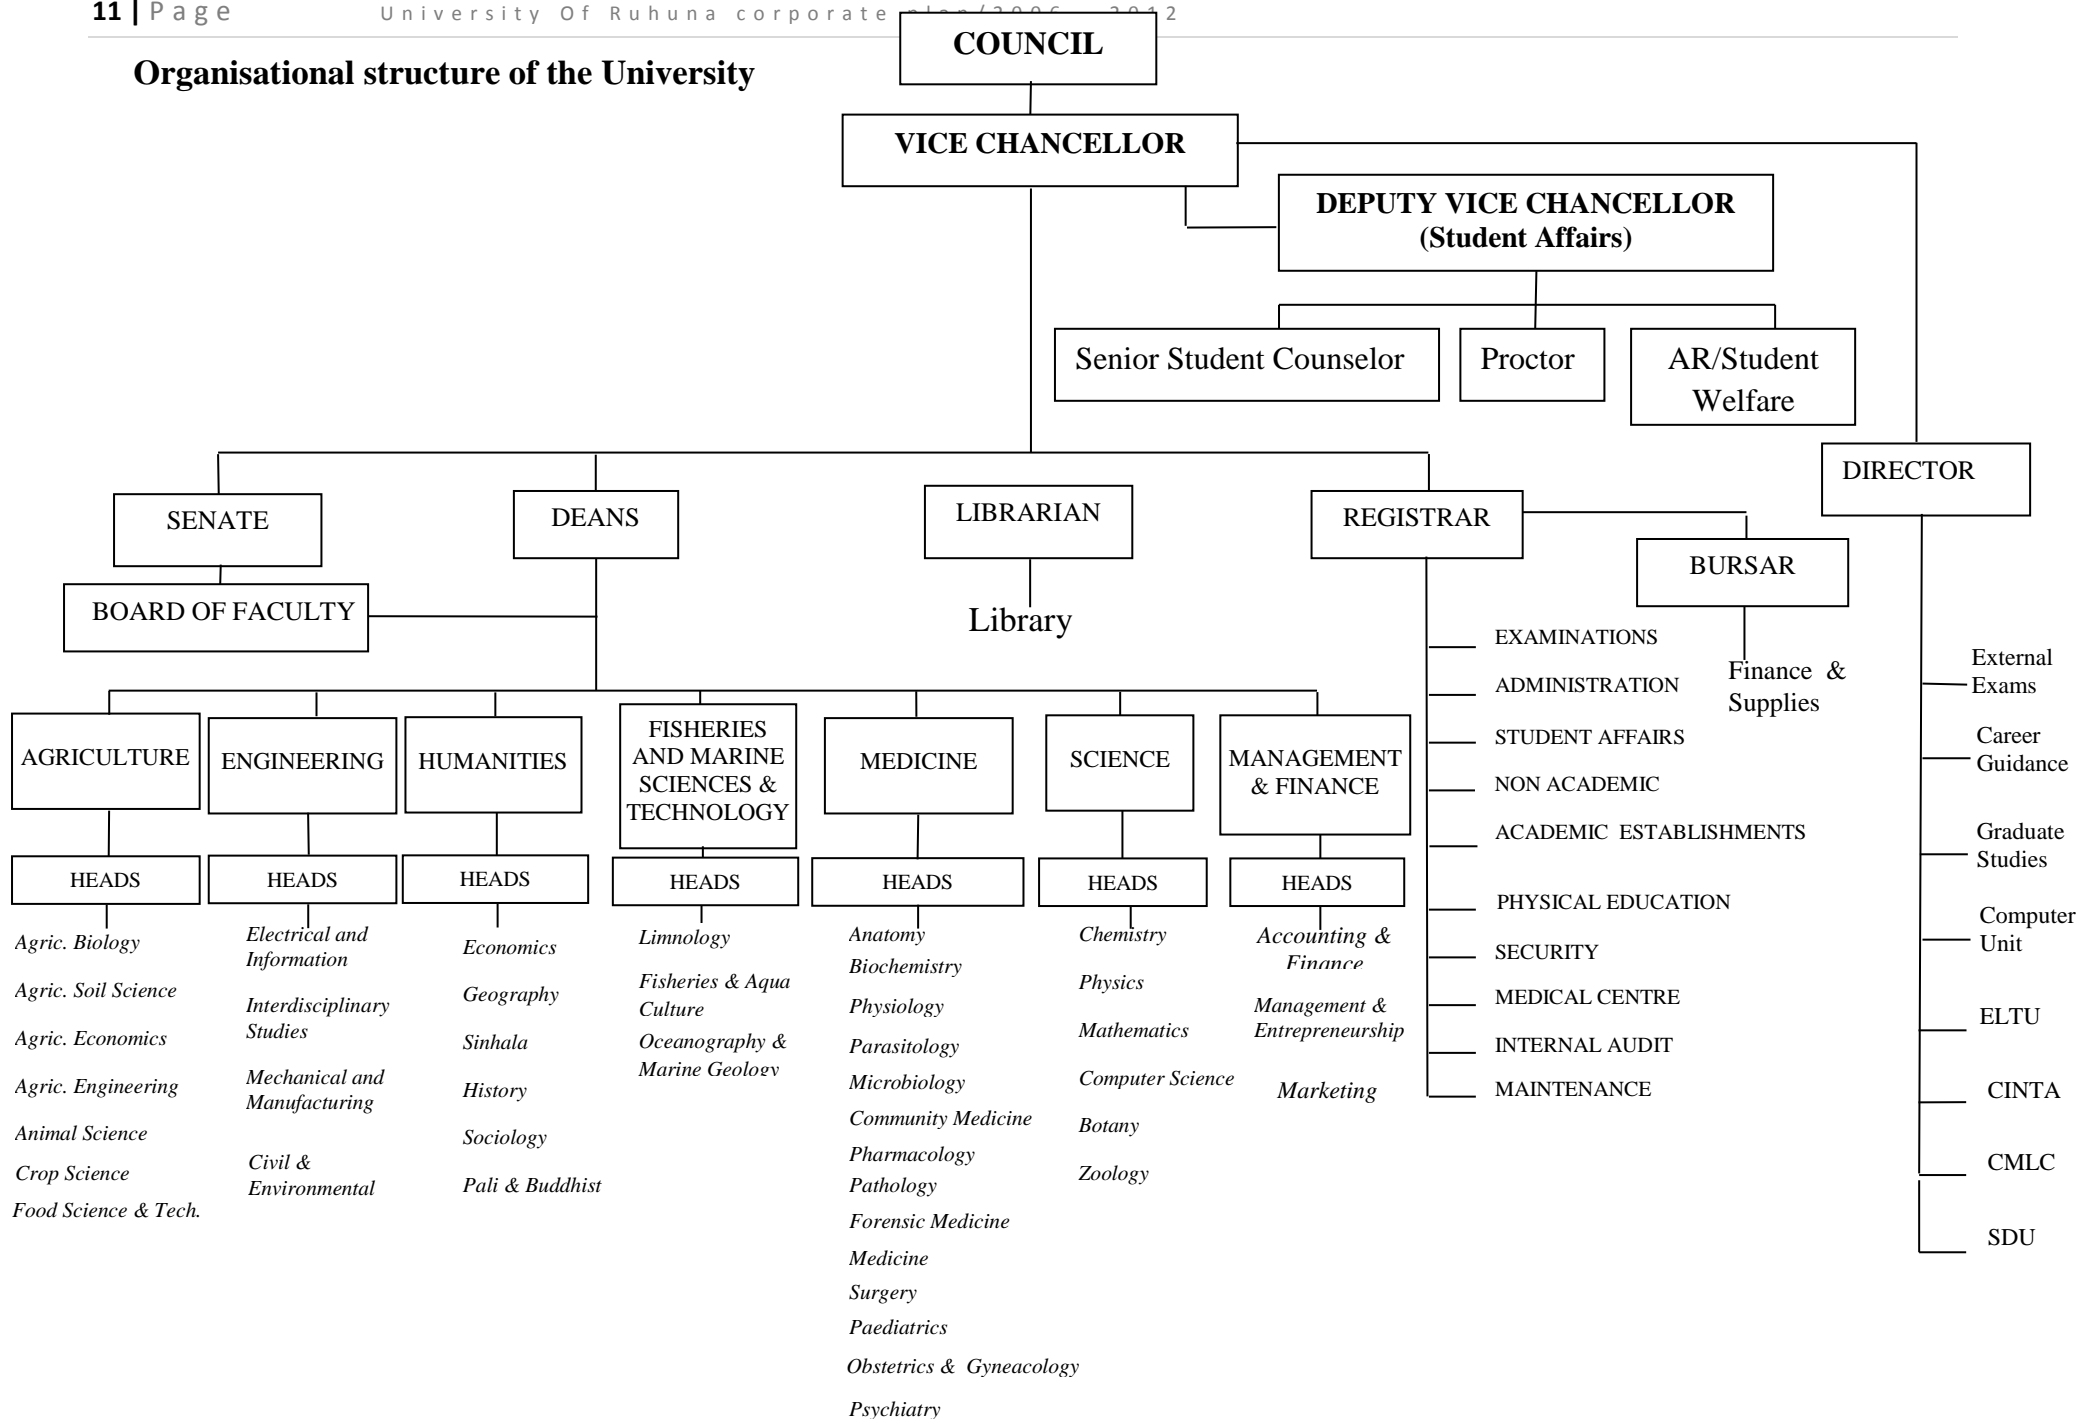 11 | Page University Of Ruhuna corporate plan/2006 - 2012
Organisational structure of the University
COUNCIL
VICE CHANCELLOR
DEPUTY VICE CHANCELLOR
(Student Affairs)
Senior Student Counselor
Proctor
AR/Student
Welfare
SENATE
DEANS
LIBRARIAN
REGISTRAR
DIRECTOR
BOARD OF FACULTY
Library
BURSAR
Finance &
Supplies
AGRICULTURE
HEADS
Agric. Biology
Agric. Soil Science
Agric. Economics
Agric. Engineering
Animal Science
Crop Science
Food Science & Tech.
ENGINEERING
HEADS
Electrical and
Information
Interdisciplinary
Studies
Mechanical and
Manufacturing
Civil &
Environmental
HUMANITIES
HEADS
Economics
Geography
Sinhala
History
Sociology
Pali & Buddhist
FISHERIES
AND MARINE
SCIENCES &
TECHNOLOGY
HEADS
Limnology
Fisheries & Aqua
Culture
Oceanography &
Marine Geology
MEDICINE
HEADS
Anatomy
Biochemistry
Physiology
Parasitology
Microbiology
Community Medicine
Pharmacology
Pathology
Forensic Medicine
Medicine
Surgery
Paediatrics
Obstetrics & Gyneacology
Psychiatry
SCIENCE
HEADS
Chemistry
Physics
Mathematics
Computer Science
Botany
Zoology
MANAGEMENT
& FINANCE
HEADS
Accounting &
Finance
Management &
Entrepreneurship
Marketing
EXAMINATIONS
ADMINISTRATION
STUDENT AFFAIRS
NON ACADEMIC
ACADEMIC ESTABLISHMENTS
PHYSICAL EDUCATION
SECURITY
MEDICAL CENTRE
INTERNAL AUDIT
MAINTENANCE
External
Exams
Career
Guidance
Graduate
Studies
Computer
Unit
ELTU
CINTA
CMLC
SDU